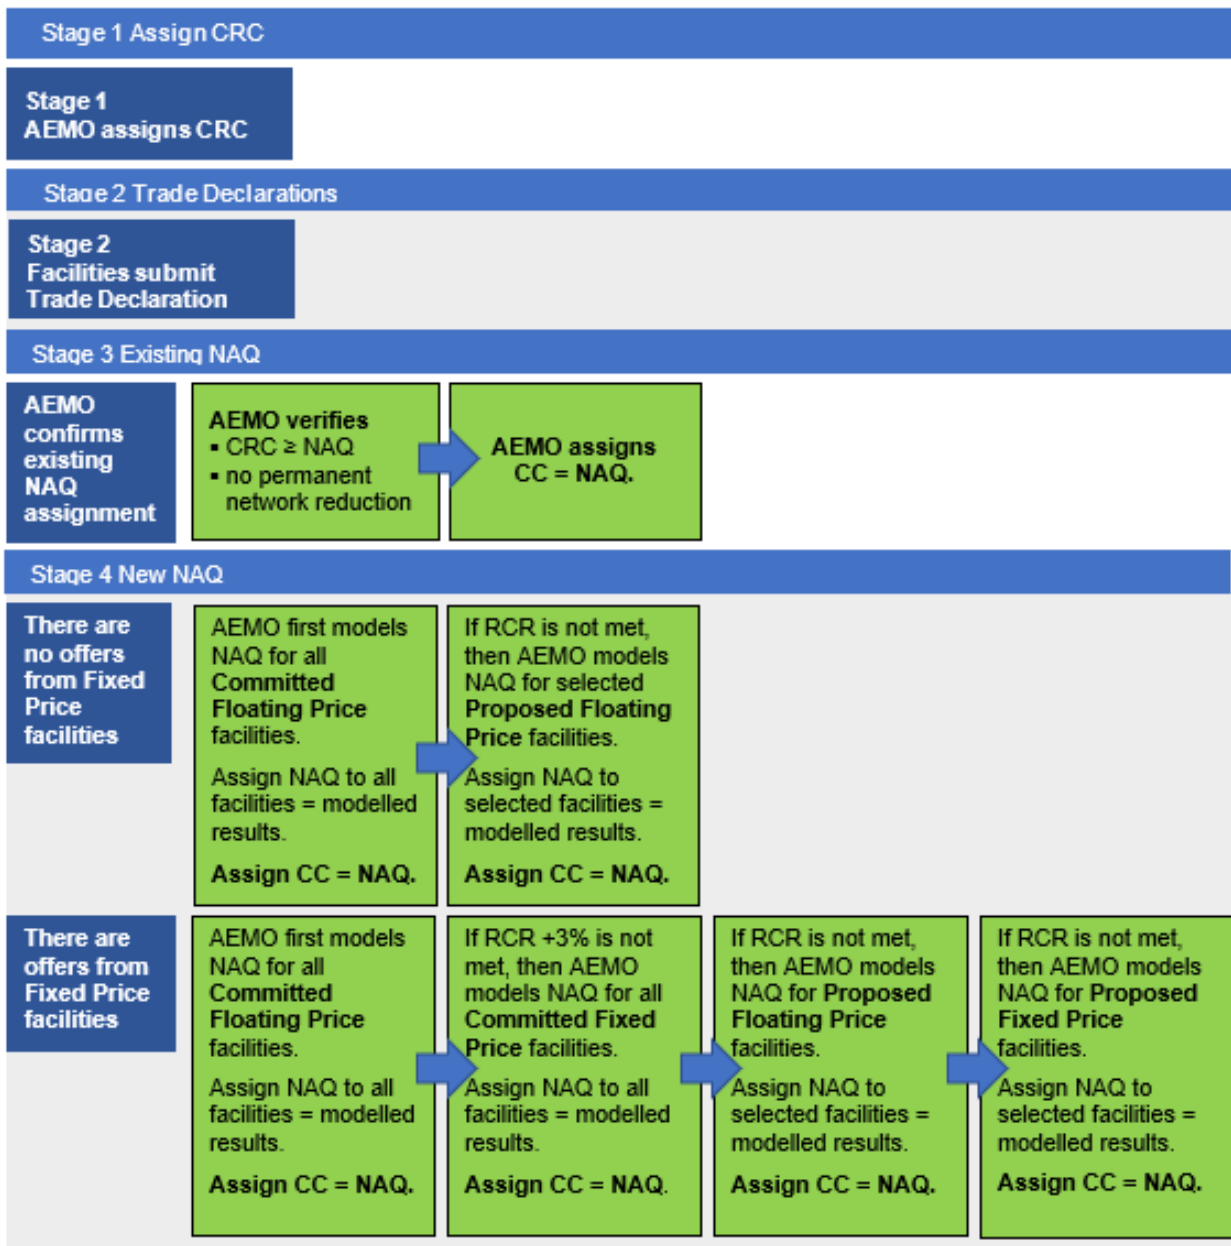 Stage 1 Assign CRC
Stage 1
AEMO assigns CRC
Stage 2 Trade Declarations
Stage 2
Facilities submit
Trade Declaration
Stage 3 Existing NAQ
AEMO
confirms
existing
NAQ
assignment
AEMO verifies
▪ CRC ≥ NAQ
▪ no permanent
network reduction
AEMO assigns
CC = NAQ.
Stage 4 New NAQ
There are
no offers
from Fixed
Price
facilities
AEMO first models
NAQ for all
Committed
Floating Price
facilities.
Assign NAQ to all
facilities = modelled
results.
Assign CC = NAQ.
If RCR is not met,
then AEMO models
NAQ for selected
Proposed Floating
Price facilities.
Assign NAQ to
selected facilities =
modelled results.
Assign CC = NAQ.
There are
offers from
Fixed Price
facilities
AEMO first models
NAQ for all
Committed
Floating Price
facilities.
Assign NAQ to all
facilities = modelled
results.
Assign CC = NAQ.
If RCR +3% is not
met, then AEMO
models NAQ for all
Committed Fixed
Price facilities.
Assign NAQ to all
facilities = modelled
results.
Assign CC = NAQ.
If RCR is not met,
then AEMO models
NAQ for Proposed
Floating Price
facilities.
Assign NAQ to
selected facilities =
modelled results.
Assign CC = NAQ.
If RCR is not met,
then AEMO models
NAQ for Proposed
Fixed Price
facilities.
Assign NAQ to
selected facilities =
modelled results.
Assign CC = NAQ.